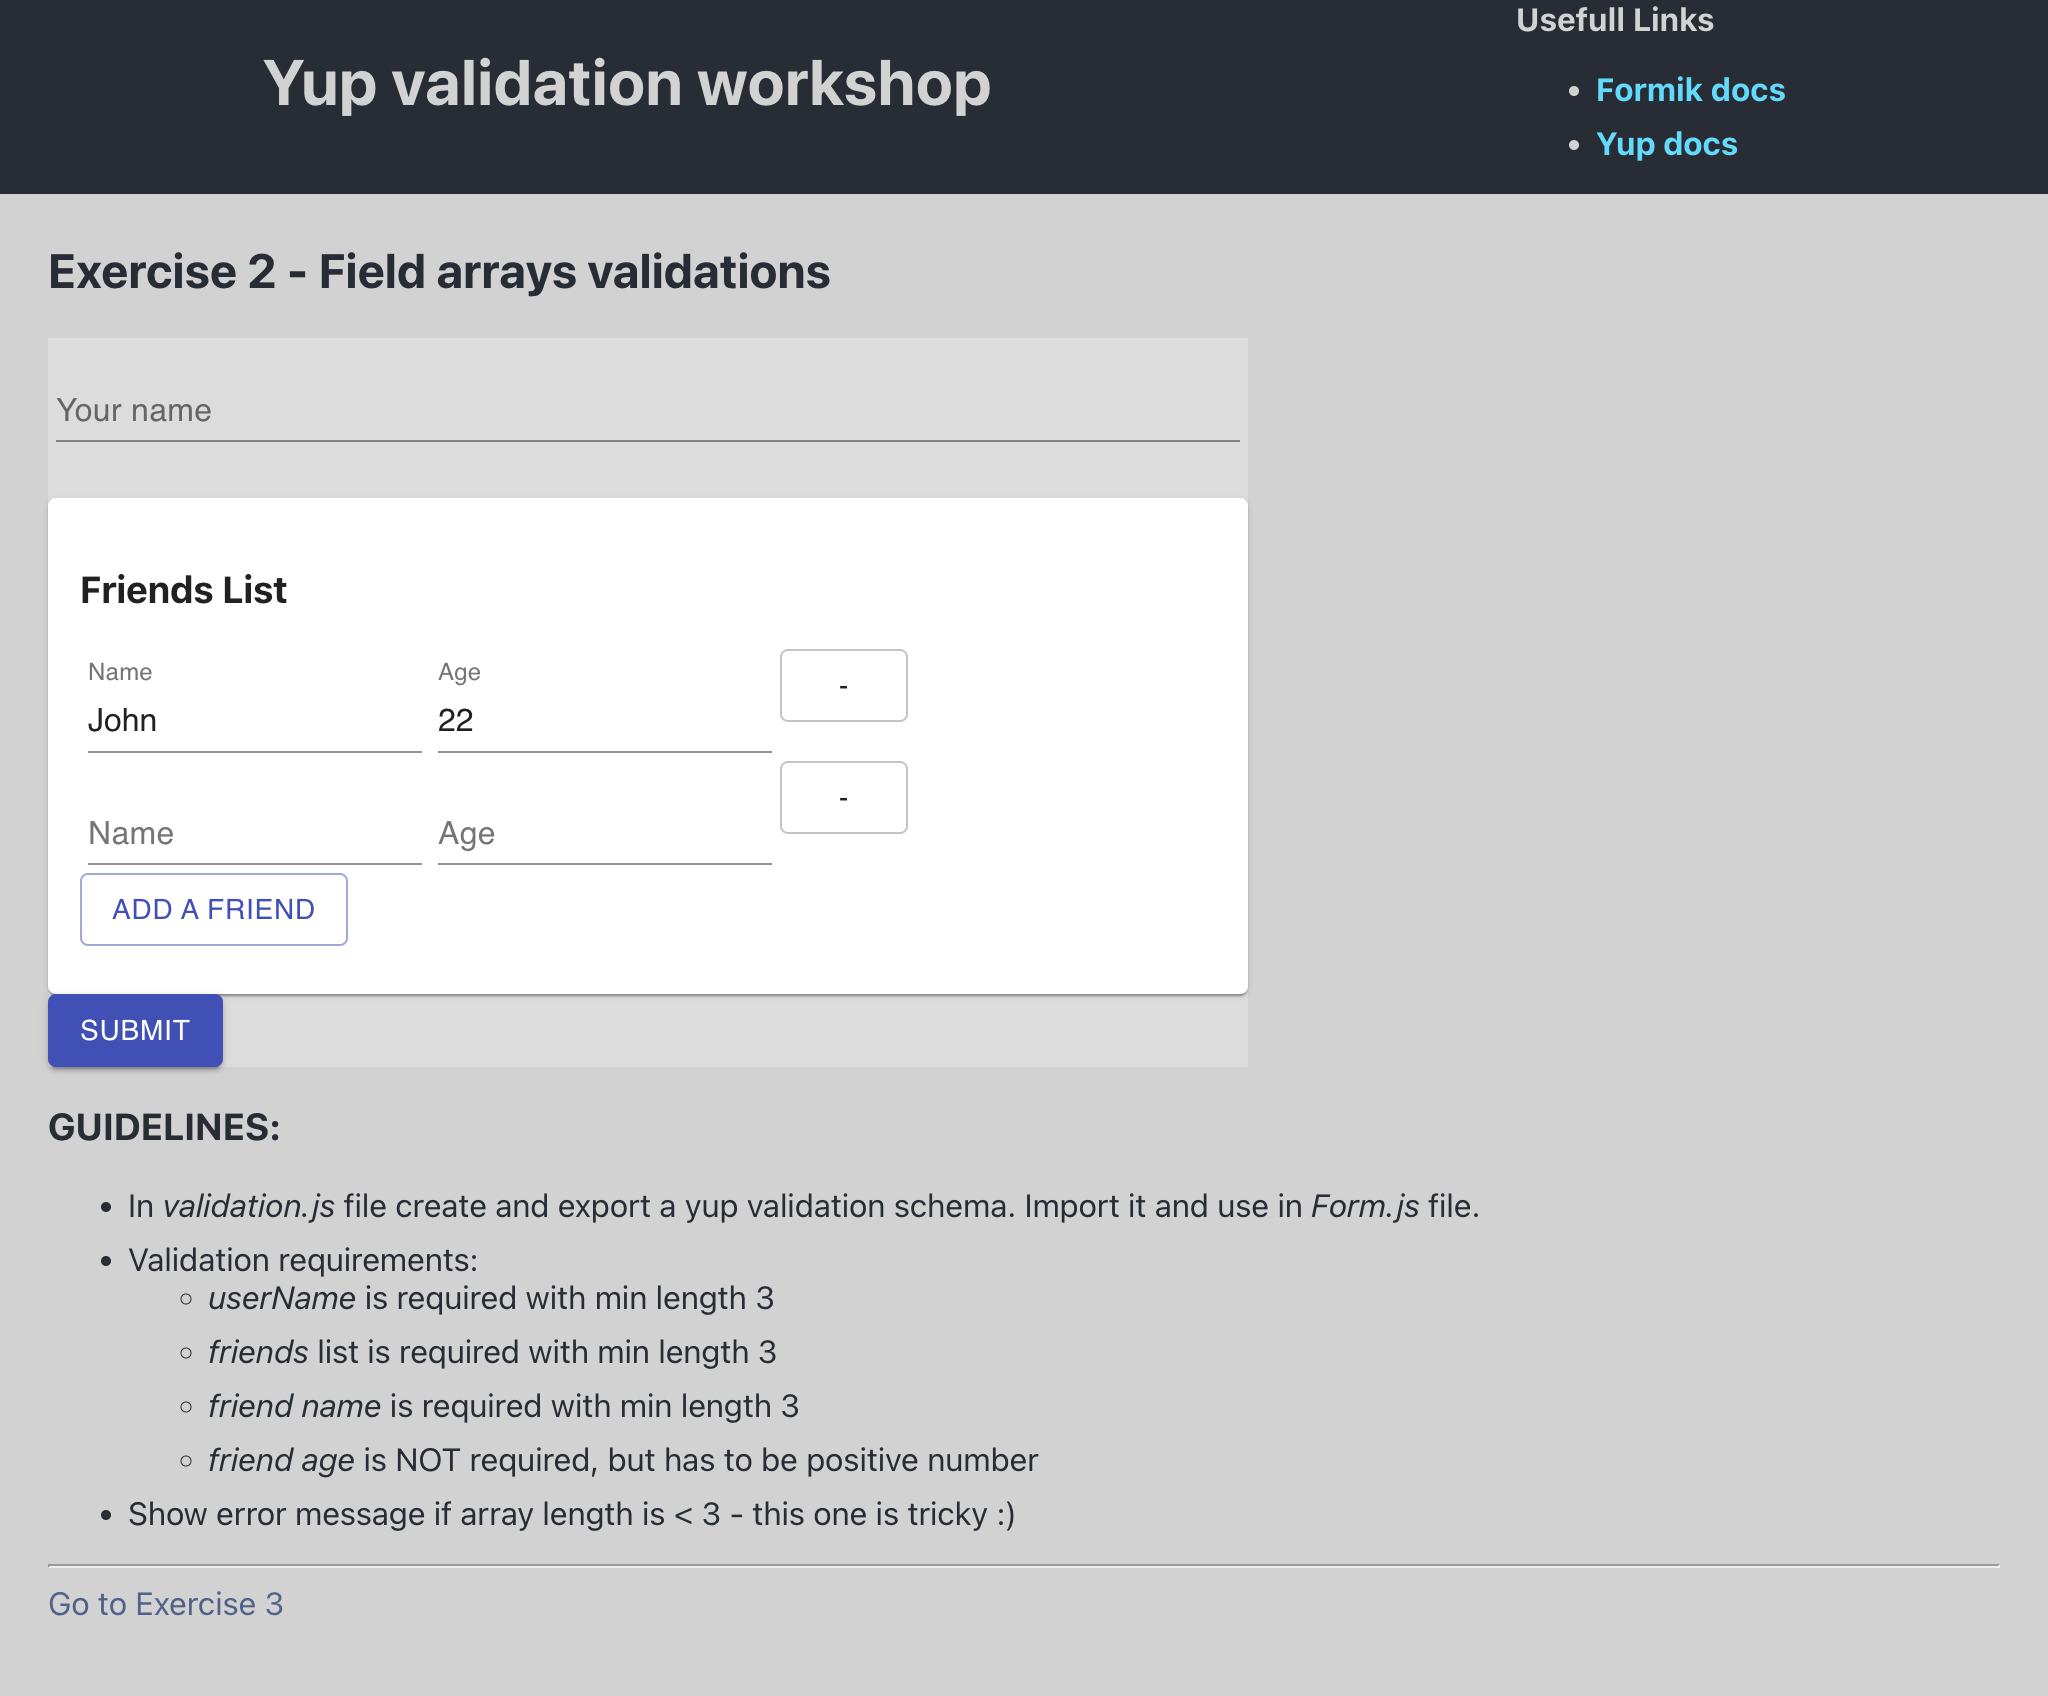 Yup validation workshop
Usefull Links
Formik docs
Yup docs
Exercise 2 - Field arrays validations
Your name
Friends List
Name Age -
John 22
-
Name Age
ADD A FRIEND
SUBMIT
GUIDELINES:
In validation.js file create and export a yup validation schema. Import it and use in Form.js file.
Validation requirements:
userName is required with min length 3
friends list is required with min length 3
friend name is required with min length 3
friend age is NOT required, but has to be positive number
Show error message if array length is < 3 - this one is tricky :)
Go to Exercise 3